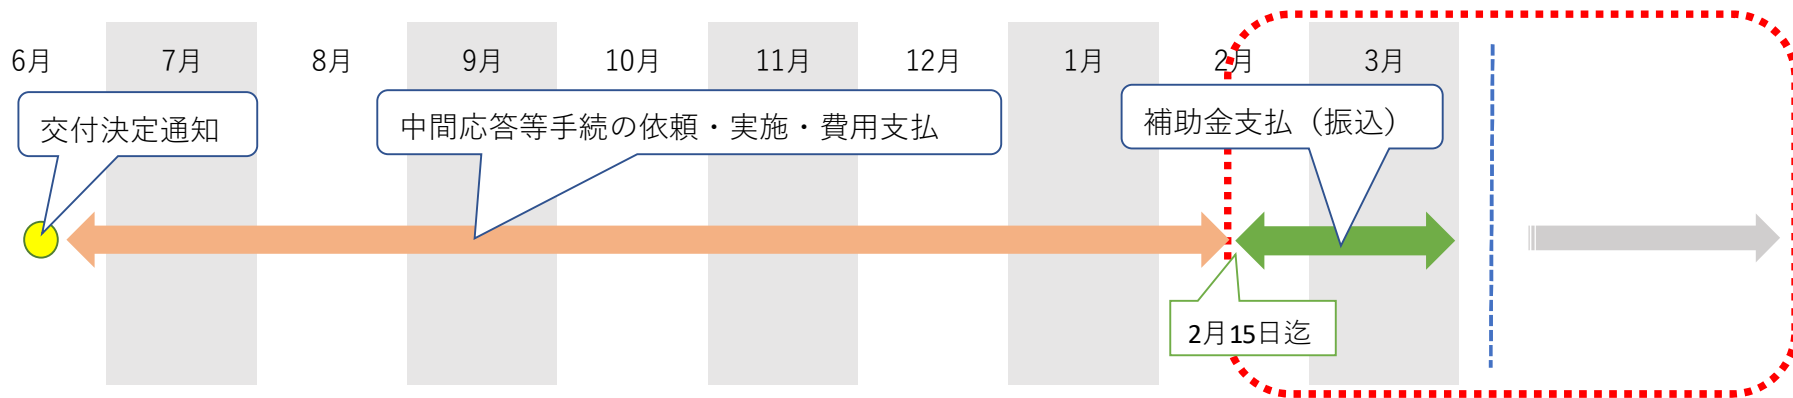 6月 7月 8月 9月 10月 11月 12月 1月 2月 3月
交付決定通知
中間応答等手続の依頼・実施・費用支払
補助金支払（振込）
2月15日迄